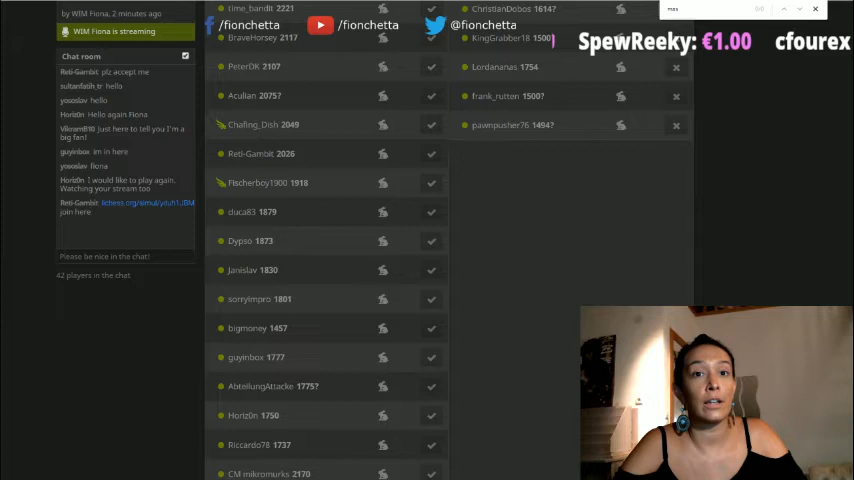 by WIM Fiona, 2 minutes ago
WIM Fiona is streaming
Chat room
Reti-Gambit plz accept me
sultanfatih_tr hello
yososlav hello
Horiz0n Hello again Fiona
Vikram810 Just here to tell you I'm a
big fan!
guyinbox im in here
yososlav fiona
Horiz0n I would like to play again.
Watching your stream too
Reti-Gambit lichess.org/simul/yduh1JBM
join here
Please be nice in the chat!
42 players in the chat
time_bandit 2221
BraveHorsey 2117
PeterDK 2107
Aculian 2075?
Chafing_Dish 2049
Reti-Gambit 2026
Fischerboy1900 1918
duca83 1879
Dypso 1873
Janislav 1830
sorryimpro 1801
bigmoney 1457
guyinbox 1777
AbteilungAttacke 1775?
Horiz0n 1750
Riccardo78 1737
CM mikromurks 2170
ChristianDobos 1614?
KingGrabber18 1500?
Lordananas 1754
frank_rutten 1500?
pawnpusher76 1494?
/fionchetta
/fionchetta
@fionchetta
mes
0/0
SpewReeky: €1.00
cfourex